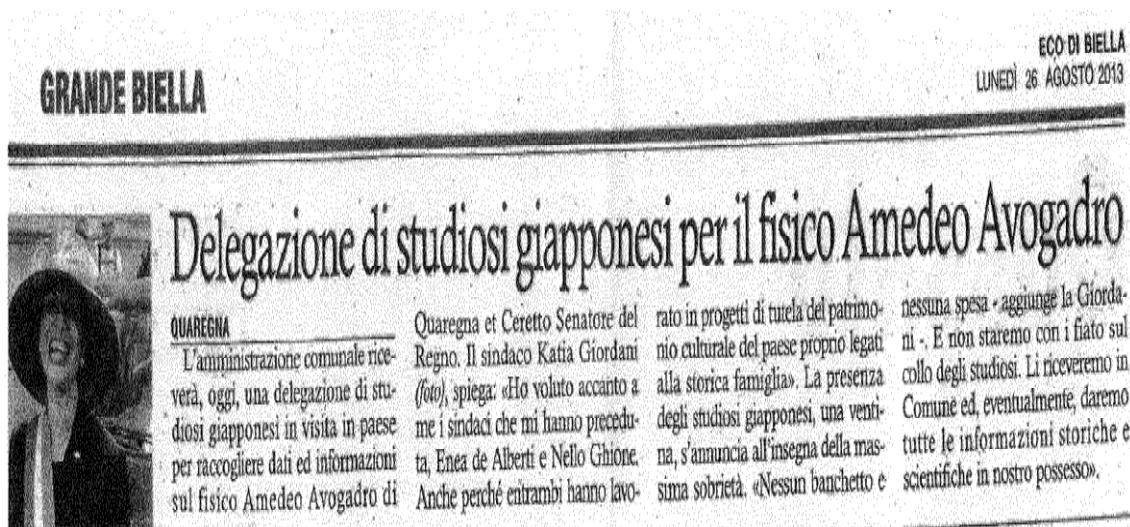 GRANDE BIELLA
ECO DI BIELLA
LUNEDÌ 26 AGOSTO 2013
Delegazione di studiosi giapponesi per il fisico Amedeo Avogadro
QUAREGNA
L'amministrazione comunale rice-
verà, oggi, una delegazione di stu-
diosi giapponesi in visita in paese
per raccogliere dati ed informazioni
sul fisico Amedeo Avogadro di
Quaregna et Ceretto Senatore del
Regno. Il sindaco Katia Giordani
(foto), spiega: «Ho voluto accanto a
me i sindaci che mi hanno precedu-
ta, Enea de Alberti e Nello Ghione.
Anche perché entrambi hanno lavo-
rato in progetti di tutela del patrimo-
nio culturale del paese proprio legati
alla storica famiglia». La presenza
degli studiosi giapponesi, una venti-
na, s'annuncia all'insegna della mas-
sima sobrietà. «Nessun banchetto e
nessuna spesa - aggiunge la Giorda-
ni -. E non staremo con i fiato sul
collo degli studiosi. Li riceveremo in
Comune ed, eventualmente, daremo
tutte le informazioni storiche e
scientifiche in nostro possesso».